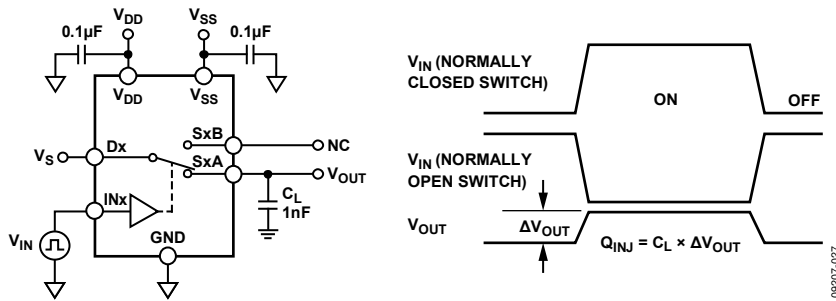 VDD
VSS
0.1µF
0.1µF
VDD
VSS
SxB
NC
VS
Dx
SxA
VOUT
INx
CL
1nF
VIN
GND
VIN (NORMALLY
CLOSED SWITCH)
ON
OFF
VIN (NORMALLY
OPEN SWITCH)
VOUT
ΔVOUT
QINJ = CL × ΔVOUT
09207-027